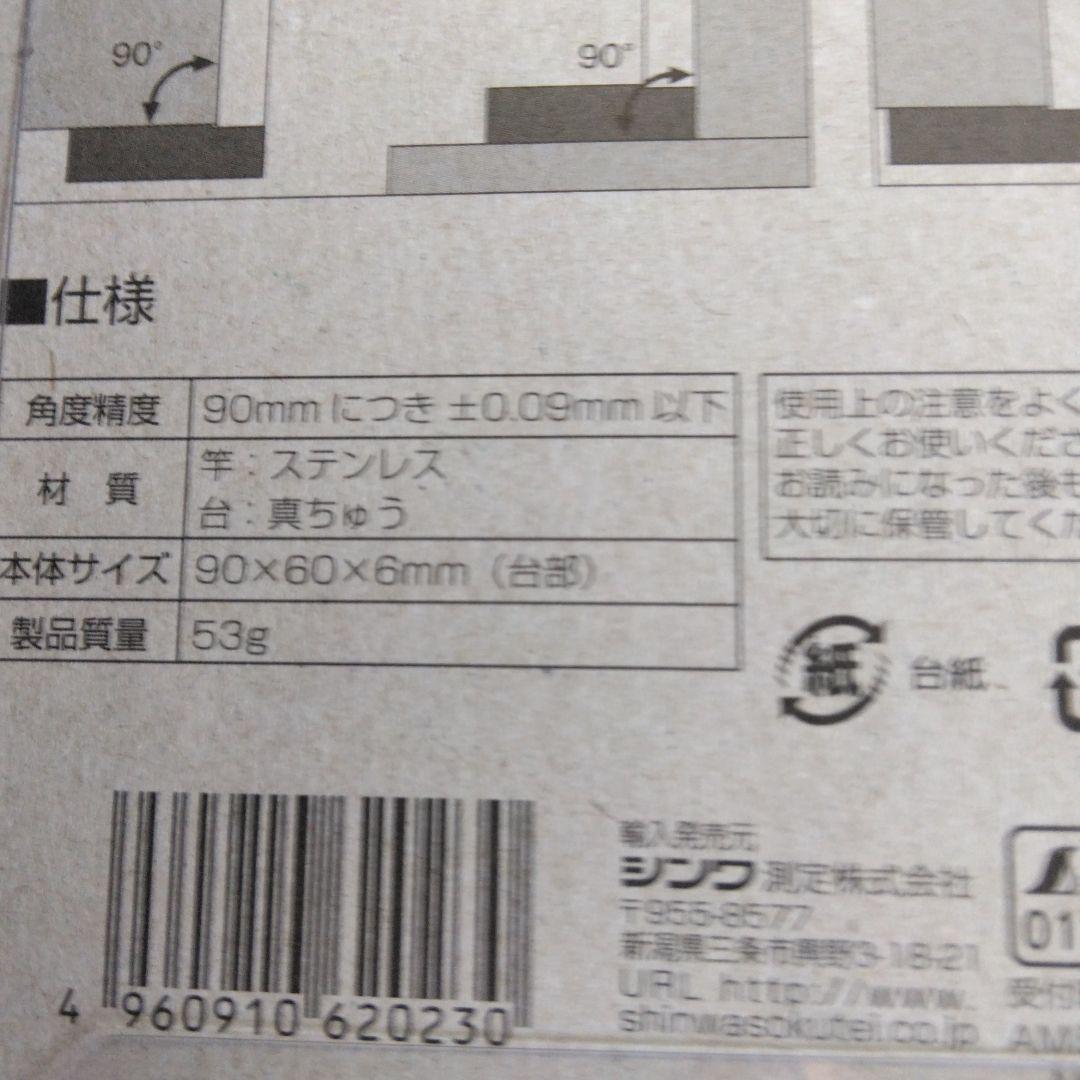 90°
90°
■仕様
角度精度 90mm につき ±0.09mm 以下
材 質 竿：ステンレス
台：真ちゅう
本体サイズ 90×60×6mm（台部）
製品質量 53g
使用上の注意をよく
正しくお使いくださ
お読みになった後も
大切に保管してくだ
紙
台紙
4 960910 620230
輸入発売元
シンワ測定株式会社
〒955-8577
新潟県三条市興野3-18-21
URL http://www.
shinwasokutei.co.jp
01
受付
AM